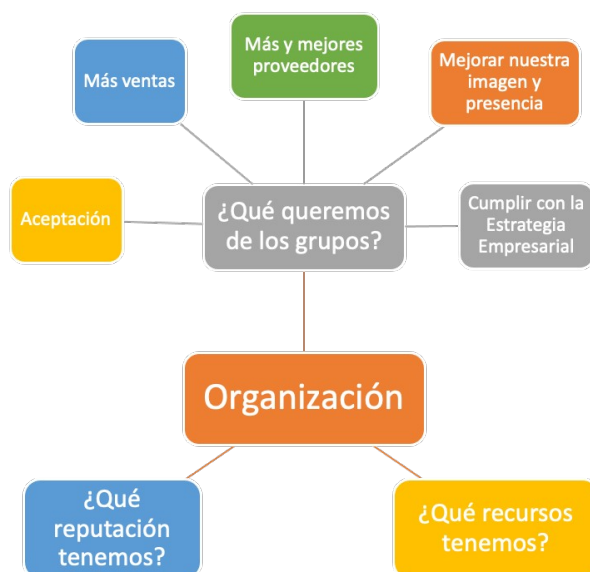 Más y mejores
proveedores
Más ventas
Mejorar nuestra
imagen y
presencia
Aceptación
¿Qué queremos
de los grupos?
Cumplir con la
Estrategia
Empresarial
Organización
¿Qué
reputación
tenemos?
¿Qué recursos
tenemos?